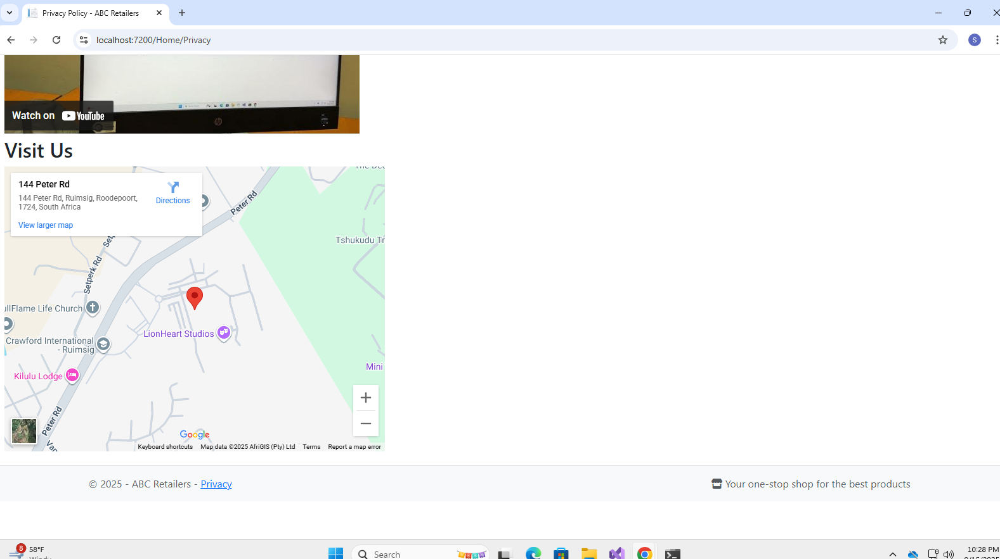 Privacy Policy - ABC Retailers
localhost:7200/Home/Privacy
Watch on YouTube
Visit Us
144 Peter Rd
144 Peter Rd, Ruimsig, Roodepoort,
1724, South Africa
Directions
View larger map
Peter Rd
Tshukudu Tr
Setperk Rd
ullFlame Life Church
LionHeart Studios
Crawford International
- Ruimsig
Mini
Kilulu Lodge
Peter Rd
Van
Google
Keyboard shortcuts Map data ©2025 AfriGIS (Pty) Ltd Terms Report a map error
© 2025 - ABC Retailers - Privacy
Your one-stop shop for the best products
8
58°F
Windy
Search
10:28 PM
S
hp